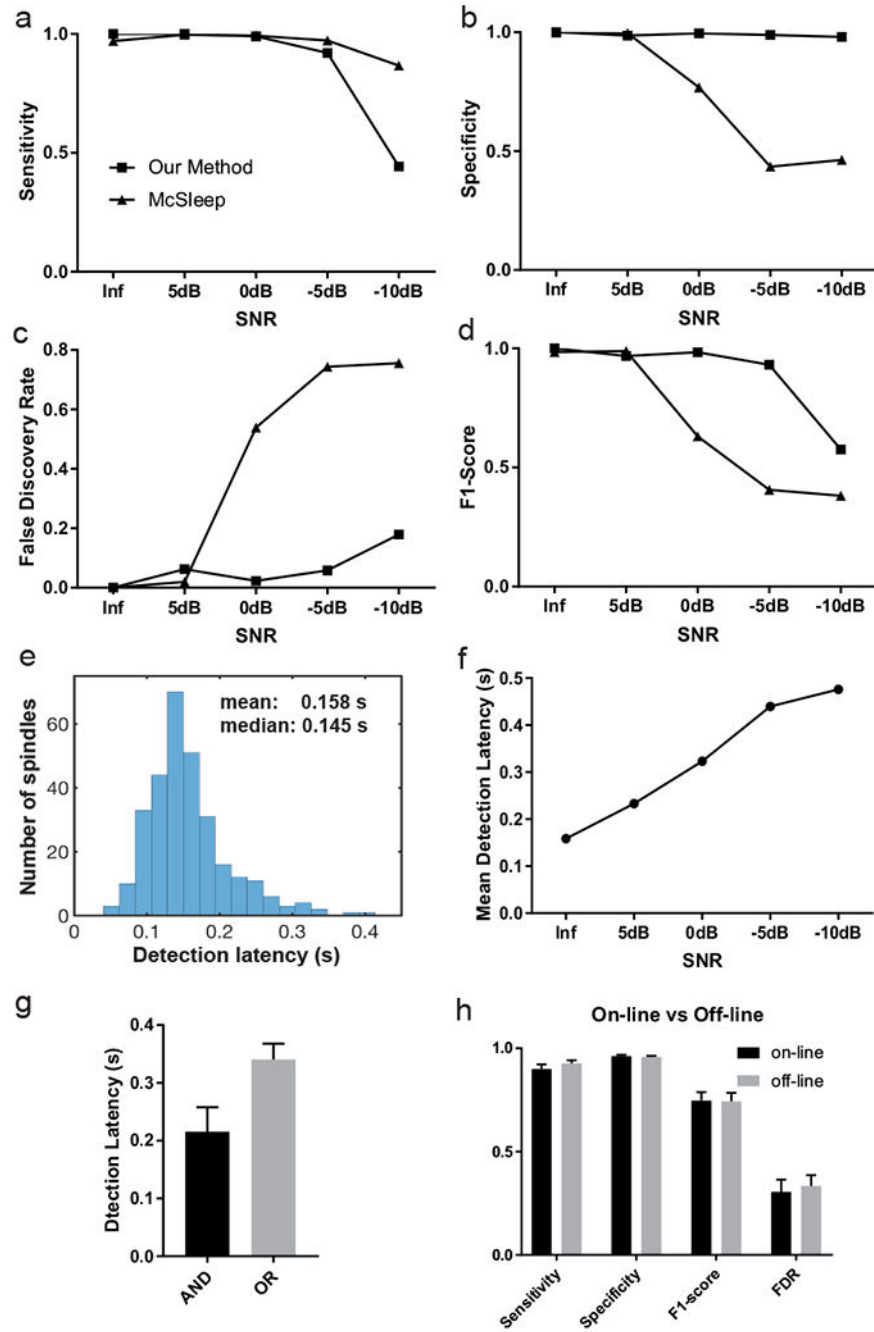 a
Sensitivity
1.0
0.5
0.0
Our Method
McSleep
Inf 5dB 0dB -5dB -10dB
SNR
b
Specificity
1.0
0.5
0.0
Inf 5dB 0dB -5dB -10dB
SNR
c
False Discovery Rate
0.8
0.6
0.4
0.2
0.0
Inf 5dB 0dB -5dB -10dB
SNR
d
F1-Score
1.0
0.5
0.0
Inf 5dB 0dB -5dB -10dB
SNR
e
Number of spindles
60
40
20
0
mean: 0.158 s
median: 0.145 s
0 0.1 0.2 0.3 0.4
Detection latency (s)
f
Mean Detection Latency (s)
0.5
0.4
0.3
0.2
0.1
0.0
Inf 5dB 0dB -5dB -10dB
SNR
g
Dtection Latency (s)
0.4
0.3
0.2
0.1
0.0
AND OR
h
On-line vs Off-line
1.0
0.5
0.0
on-line
off-line
Sensitivity Specificity F1-score FDR